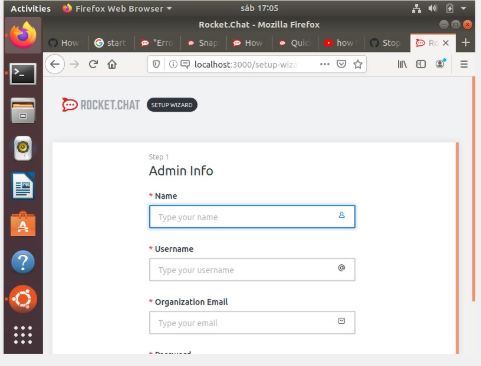 Activities Firefox Web Browser sáb 17:05
Rocket.Chat - Mozilla Firefox
How start "Erro Snap How Quic how Stop Ro
localhost:3000/setup-wiza
ROCKET.CHAT SETUP WIZARD
Step 1
Admin Info
* Name
Type your name
* Username
Type your username
@
* Organization Email
Type your email
* Password